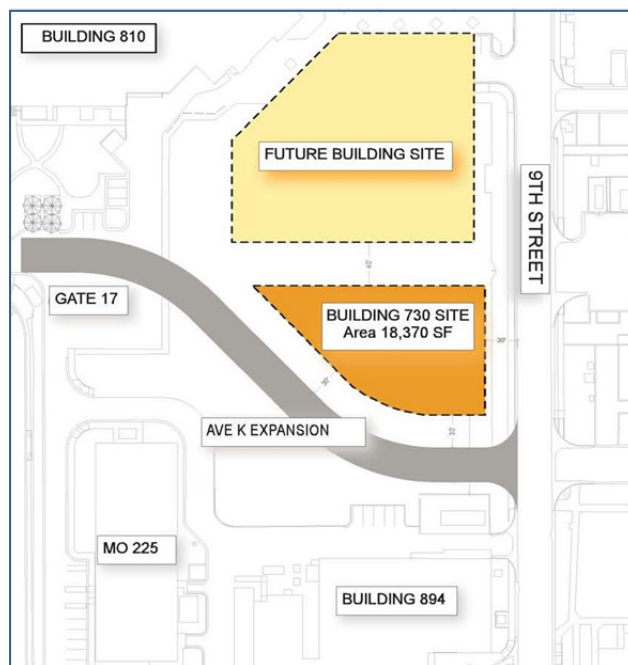 BUILDING 810
FUTURE BUILDING SITE
9TH STREET
GATE 17
BUILDING 730 SITE
Area 18,370 SF
AVE K EXPANSION
MO 225
BUILDING 894